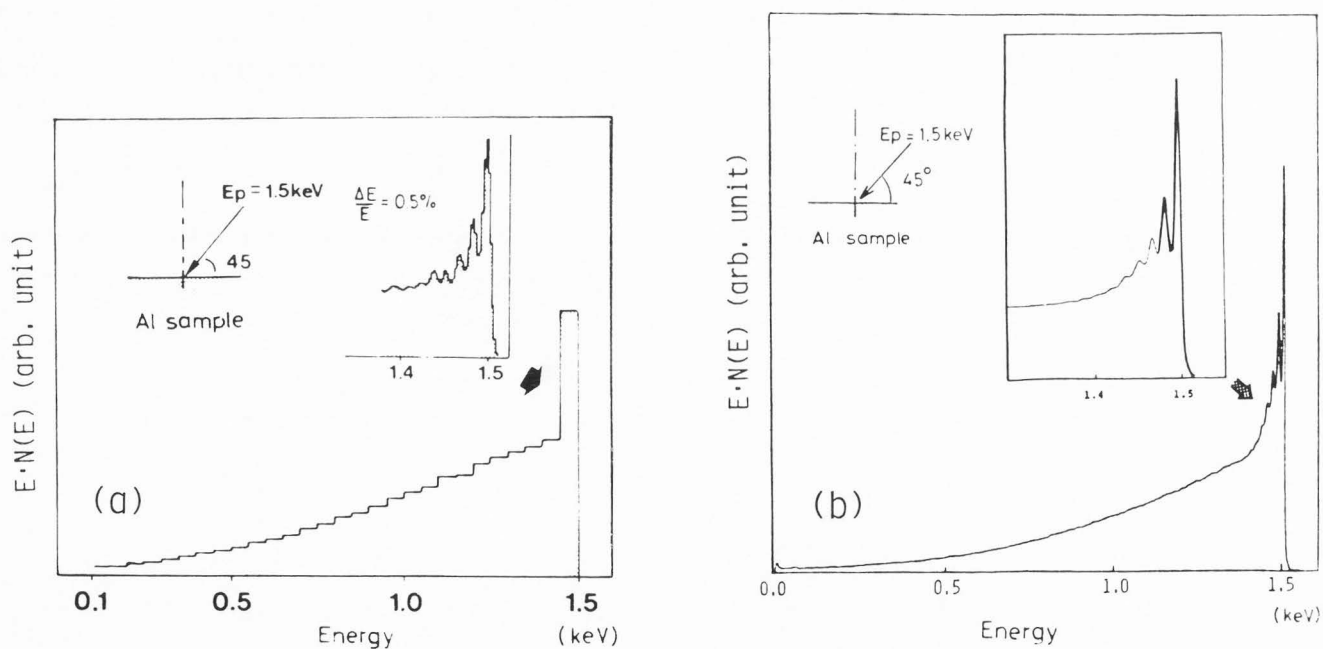 E·N(E) (arb. unit)
Ep = 1.5keV
45
Al sample
ΔE/E = 0.5%
1.4
1.5
(a)
0.1
0.5
1.0
1.5
Energy
(keV)
E·N(E) (arb. unit)
Ep = 1.5keV
45°
Al sample
1.4
1.5
(b)
0.0
0.5
1.0
1.5
Energy
(keV)